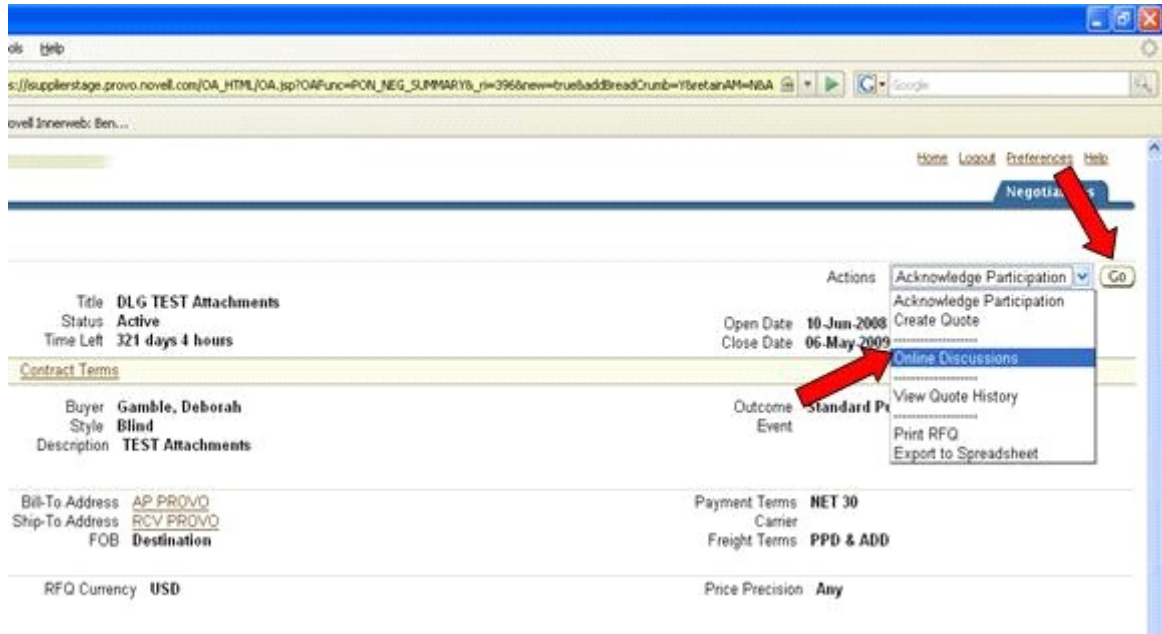 ols Help
s://isupplierstage.provo.novell.com/OA_HTML/OA.jsp?OAFunc=PON_NEG_SUMMARY&_ri=396&new=true&addBreadCrumb=Y&retainAM=N&A
Google
ovell Innerweb: Ben...
Home Logout Preferences Help
Actions Acknowledge Participation Go
Acknowledge Participation
Title DLG TEST Attachments
Status Active
Open Date 10-Jun-2008 Create Quote
Time Left 321 days 4 hours
Close Date 06-May-2009
Online Discussions
Contract Terms
View Quote History
Buyer Gamble, Deborah
Outcome Standard
Style Blind
Event
Print RFQ
Description TEST Attachments
Export to Spreadsheet
Bill-To Address AP PROVO
Payment Terms NET 30
Ship-To Address RCV PROVO
Carrier
FOB Destination
Freight Terms PPD & ADD
RFQ Currency USD
Price Precision Any